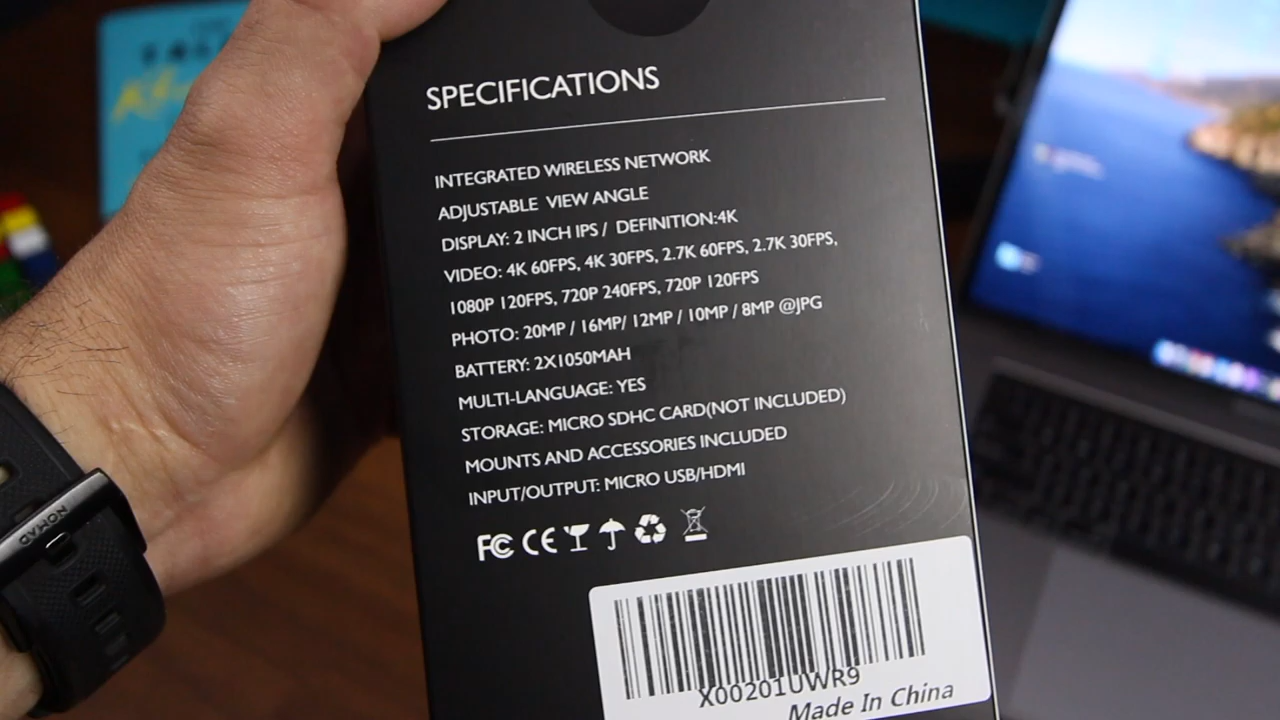 SPECIFICATIONS
INTEGRATED WIRELESS NETWORK
ADJUSTABLE VIEW ANGLE
DISPLAY: 2 INCH IPS / DEFINITION:4K
VIDEO: 4K 60FPS, 4K 30FPS, 2.7K 60FPS, 2.7K 30FPS,
1080P 120FPS, 720P 240FPS, 720P 120FPS
PHOTO: 20MP / 16MP/ 12MP / 10MP / 8MP @JPG
BATTERY: 2X1050MAH
MULTI-LANGUAGE: YES
STORAGE: MICRO SDHC CARD(NOT INCLUDED)
MOUNTS AND ACCESSORIES INCLUDED
INPUT/OUTPUT: MICRO USB/HDMI
FC CE
X00201UWR9
Made In China
NOMAD